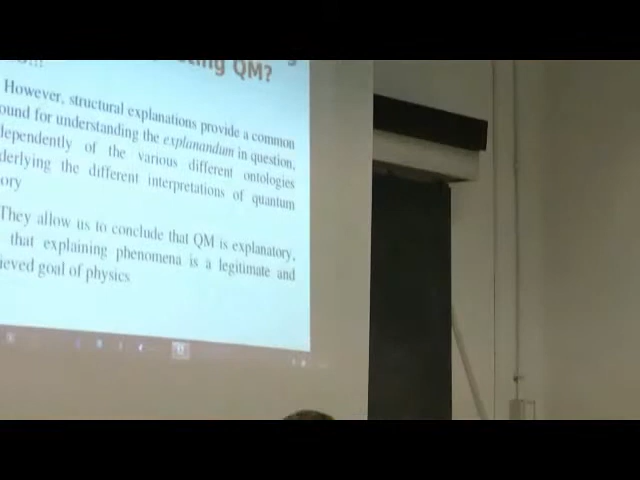 ting QM?
However, structural explanations provide a common
ound for understanding the explanandum in question,
dependently of the various different ontologies
derlying the different interpretations of quantum
ory
They allow us to conclude that QM is explanatory,
that explaining phenomena is a legitimate and
ieved goal of physics